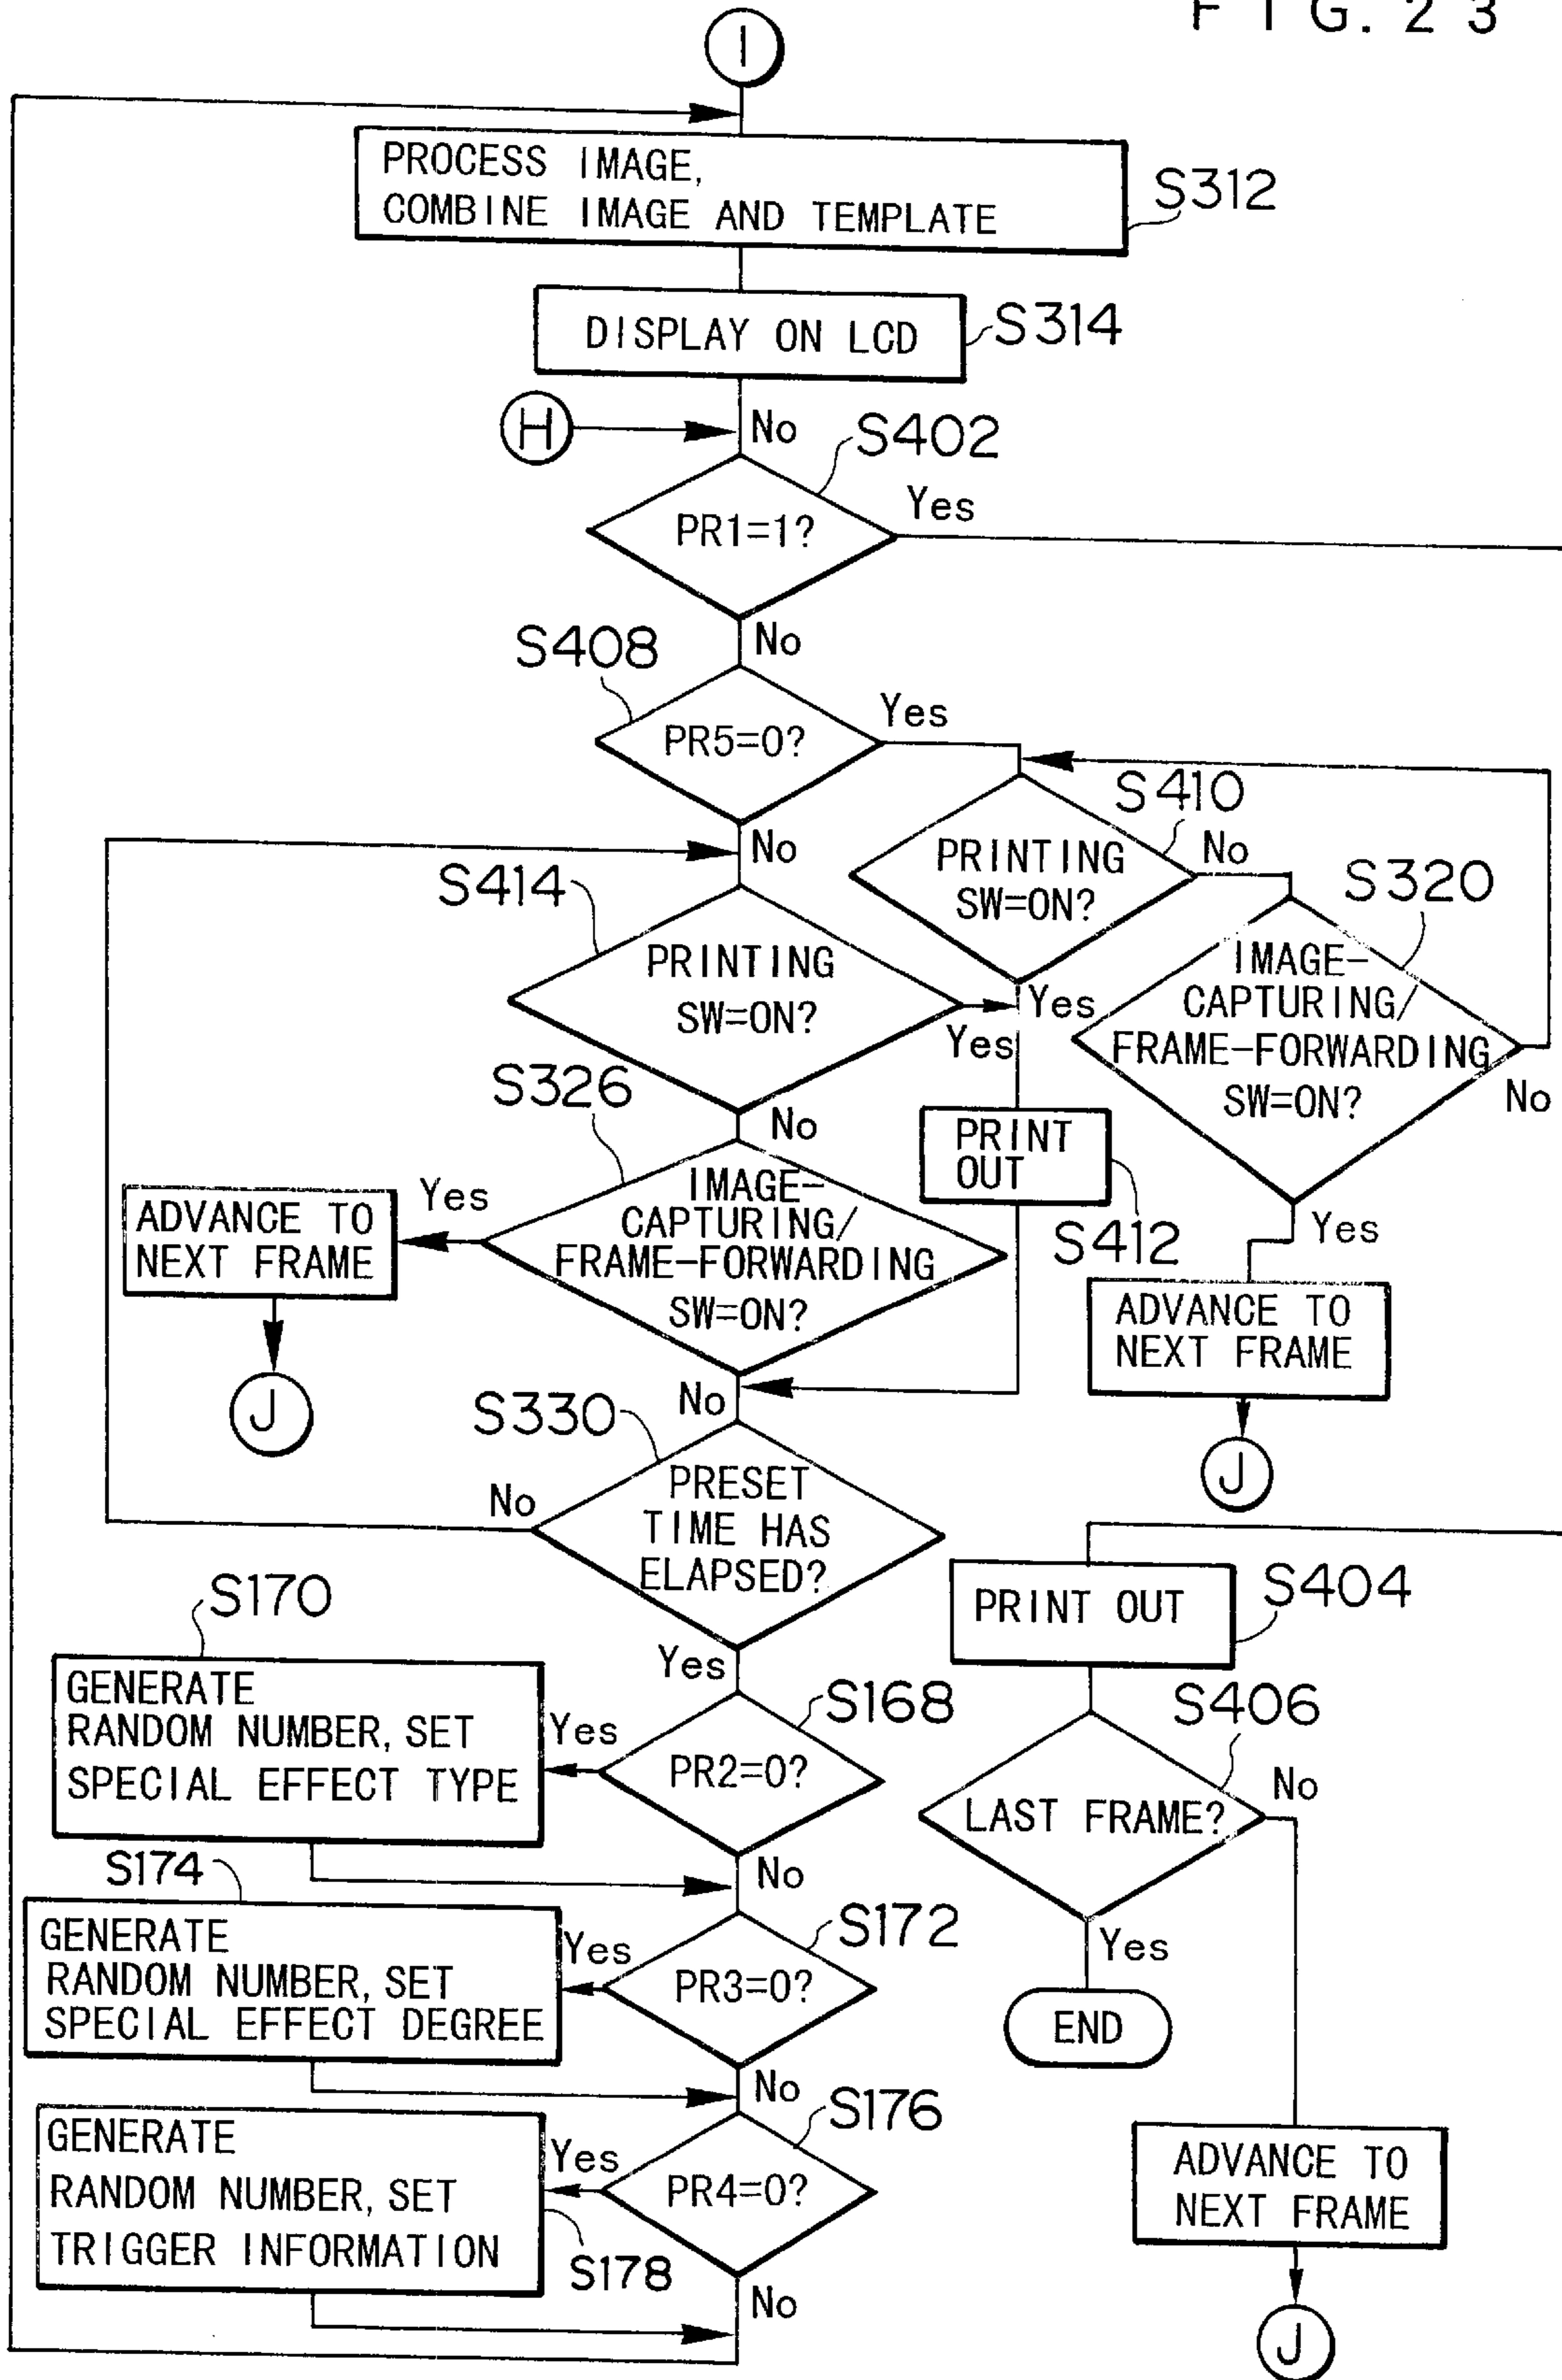 FIG. 23
I
PROCESS IMAGE,
COMBINE IMAGE AND TEMPLATE
S312
DISPLAY ON LCD
S314
H
No
S402
PR1=1?
Yes
No
S408
PR5=0?
Yes
No
S410
PRINTING
SW=ON?
No
S320
IMAGE-
CAPTURING/
FRAME-FORWARDING
SW=ON?
No
Yes
ADVANCE TO
NEXT FRAME
J
S414
PRINTING
SW=ON?
Yes
Yes
PRINT
OUT
S412
No
S326
IMAGE-
CAPTURING/
FRAME-FORWARDING
SW=ON?
Yes
ADVANCE TO
NEXT FRAME
J
No
S330
PRESET
TIME HAS
ELAPSED?
No
Yes
S168
PR2=0?
Yes
S170
GENERATE
RANDOM NUMBER, SET
SPECIAL EFFECT TYPE
No
S172
PR3=0?
Yes
S174
GENERATE
RANDOM NUMBER, SET
SPECIAL EFFECT DEGREE
No
S176
PR4=0?
Yes
GENERATE
RANDOM NUMBER, SET
TRIGGER INFORMATION
S178
No
PRINT OUT
S404
S406
LAST FRAME?
No
Yes
END
ADVANCE TO
NEXT FRAME
J